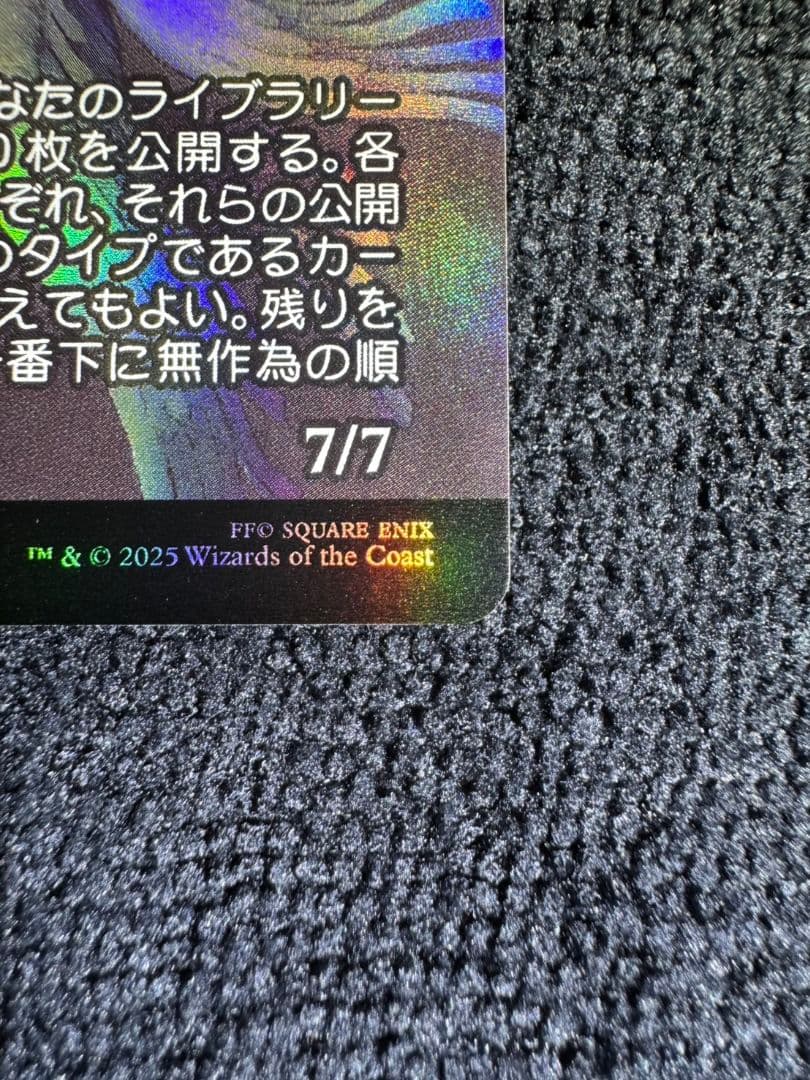 なたのライブラリー
0枚を公開する。各
ぞれ、それらの公開
のタイプであるカー
えてもよい。残りを
番下に無作為の順
7/7
FF© SQUARE ENIX
™ & © 2025 Wizards of the Coast